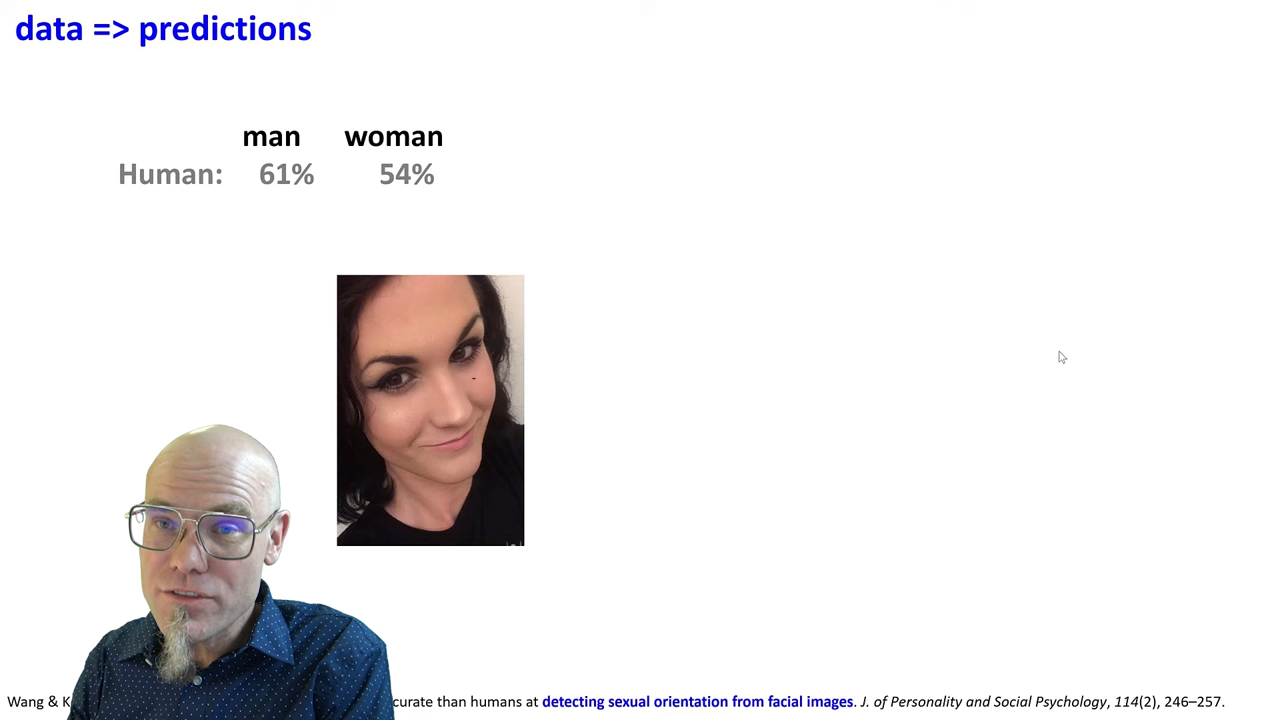 data => predictions
man woman
Human: 61% 54%
Wang & K curate than humans at detecting sexual orientation from facial images. J. of Personality and Social Psychology, 114(2), 246–257.